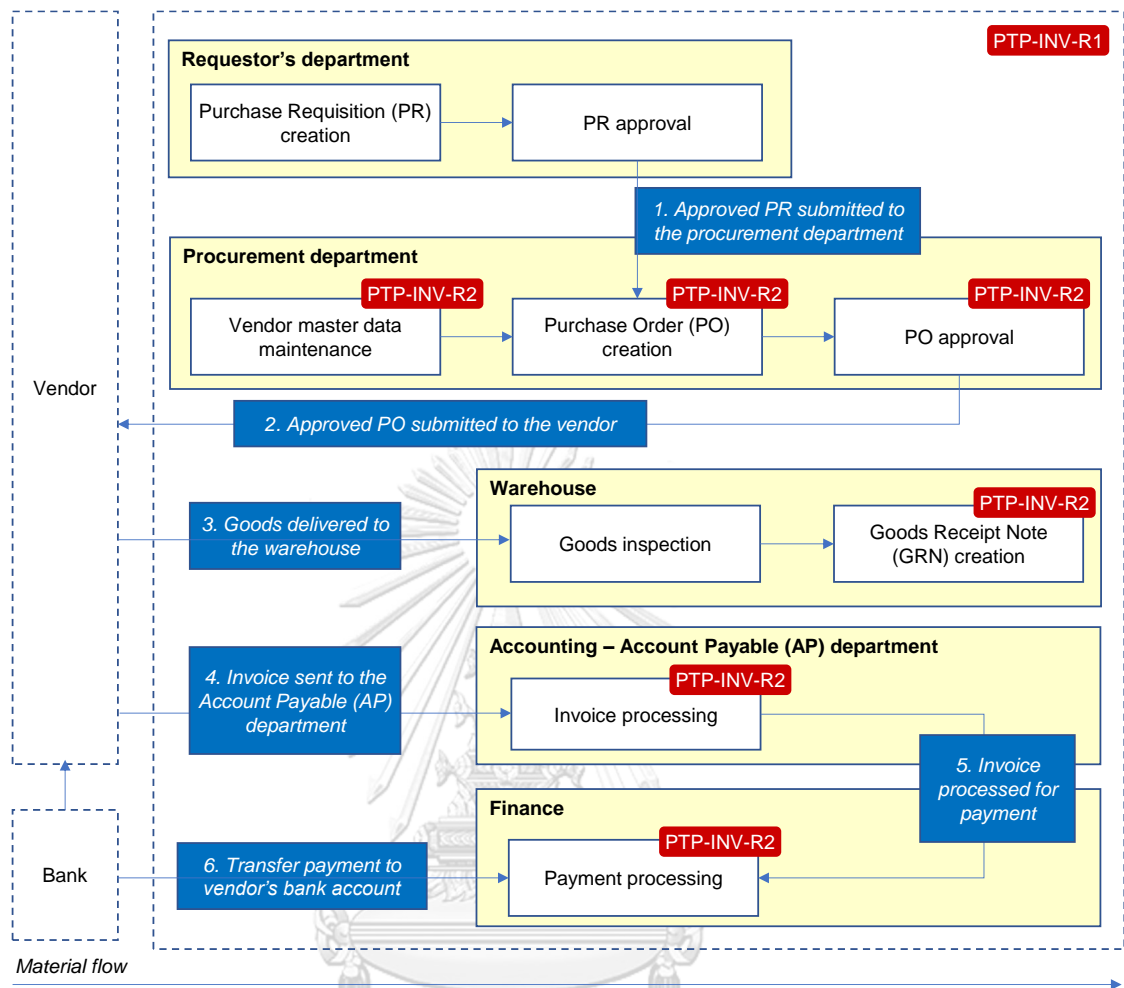 PTP-INV-R1
Requestor's department
Purchase Requisition (PR)
creation
PR approval
1. Approved PR submitted to
the procurement department
Procurement department
PTP-INV-R2
PTP-INV-R2
PTP-INV-R2
Vendor master data
maintenance
Purchase Order (PO)
creation
PO approval
Vendor
2. Approved PO submitted to the vendor
Warehouse
PTP-INV-R2
3. Goods delivered to
the warehouse
Goods inspection
Goods Receipt Note
(GRN) creation
Accounting – Account Payable (AP) department
PTP-INV-R2
4. Invoice sent to the
Account Payable (AP)
department
Invoice processing
5. Invoice
processed for
payment
Finance
PTP-INV-R2
Bank
6. Transfer payment to
vendor's bank account
Payment processing
Material flow